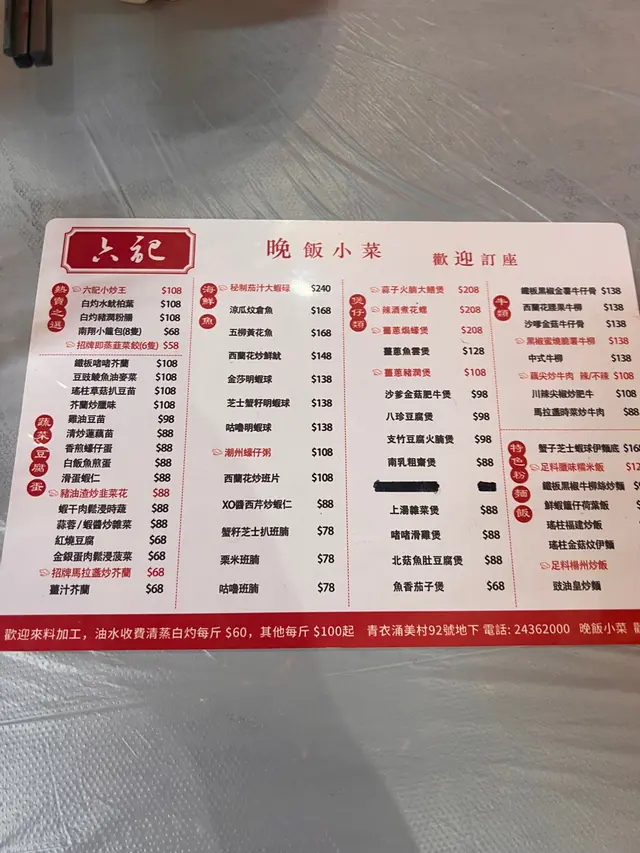 六記
晚飯小菜 歡迎訂座
熱賣之選
六記小炒王 $108
白灼水魷柏葉 $108
白灼豬潤粉腸 $108
南翔小籠包(8隻) $68
招牌即蒸韮菜餃(6隻) $58
蔬菜豆腐蛋
鐵板啫啫芥蘭 $108
豆豉鯪魚油麥菜 $108
瑤柱草菇扒豆苗 $108
芥蘭炒臘味 $108
雞油豆苗 $98
清炒蓮藕苗 $88
香煎蠔仔蛋 $88
白飯魚煎蛋 $88
滑蛋蝦仁 $88
豬油渣炒韭菜花 $88
蝦干肉鬆浸時蔬 $88
蒜蓉/蝦醬炒雜菜 $88
紅燒豆腐 $68
金銀蛋肉鬆浸菠菜 $68
招牌馬拉盞炒芥蘭 $68
薑汁芥蘭 $68
海鮮 魚
秘制茄汁大蝦碌 $240
涼瓜炆倉魚 $168
五柳黃花魚 $168
西蘭花炒鮮魷 $148
金莎明蝦球 $138
芝士蟹籽明蝦球 $138
咕嚕明蝦球 $138
潮州蠔仔粥 $108
西蘭花炒班片 $108
XO醬西芹炒蝦仁 $88
蟹籽芝士扒班腩 $78
粟米班腩 $78
咕嚕班腩 $78
煲仔類
蒜子火腩大鱔煲 $208
辣酒煮花螺 $208
薑蔥焗蠔煲 $208
薑蔥魚雲煲 $128
薑蔥豬潤煲 $108
沙爹金菇肥牛煲 $98
八珍豆腐煲 $98
支竹豆腐火腩煲 $98
南乳粗齋煲 $88
上湯雜菜煲 $88
啫啫滑雞煲 $88
北菇魚肚豆腐煲 $88
魚香茄子煲 $68
牛類
鐵板黑椒金薯牛仔骨 $138
西蘭花腰果牛柳 $138
沙嗲金菇牛仔骨 $138
黑椒蜜燒脆薯牛柳 $138
中式牛柳 $138
藕尖炒牛肉 辣/不辣 $108
川辣尖椒炒肥牛 $108
馬拉盞時菜炒牛肉 $88
特色粉麵飯
蟹子芝士蝦球伊麵底
足料臘味糯米飯
鐵板黑椒牛柳絲炒麵
鮮蝦籠仔荷葉飯
瑤柱福建炒飯
瑤柱金菇炆伊麵
足料楊州炒飯
豉油皇炒麵
歡迎來料加工，油水收費清蒸白灼每斤 $60，其他每斤 $100起 青衣涌美村92號地下 電話: 24362000 晚飯小菜